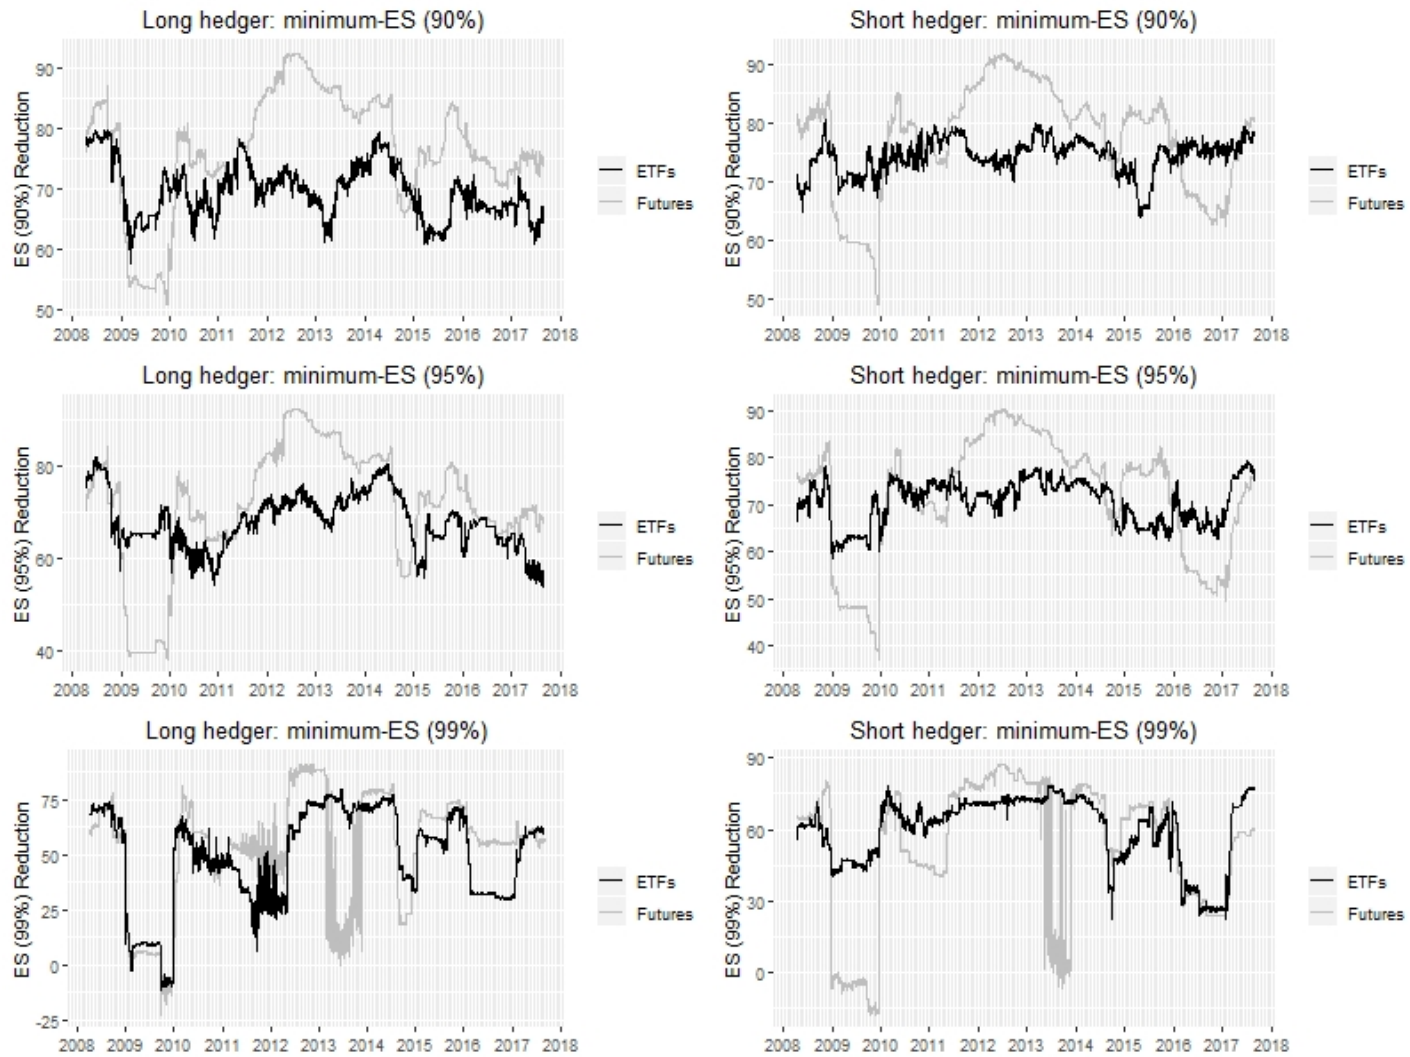 Long hedger: minimum-ES (90%)
ES (90%) Reduction
90
80
70
60
50
2008 2009 2010 2011 2012 2013 2014 2015 2016 2017 2018
ETFs
Futures
Short hedger: minimum-ES (90%)
ES (90%) Reduction
90
80
70
60
50
2008 2009 2010 2011 2012 2013 2014 2015 2016 2017 2018
ETFs
Futures
Long hedger: minimum-ES (95%)
ES (95%) Reduction
80
60
40
2008 2009 2010 2011 2012 2013 2014 2015 2016 2017 2018
ETFs
Futures
Short hedger: minimum-ES (95%)
ES (95%) Reduction
90
80
70
60
50
40
2008 2009 2010 2011 2012 2013 2014 2015 2016 2017 2018
ETFs
Futures
Long hedger: minimum-ES (99%)
ES (99%) Reduction
75
50
25
0
-25
2008 2009 2010 2011 2012 2013 2014 2015 2016 2017 2018
ETFs
Futures
Short hedger: minimum-ES (99%)
ES (99%) Reduction
90
60
30
0
2008 2009 2010 2011 2012 2013 2014 2015 2016 2017 2018
ETFs
Futures